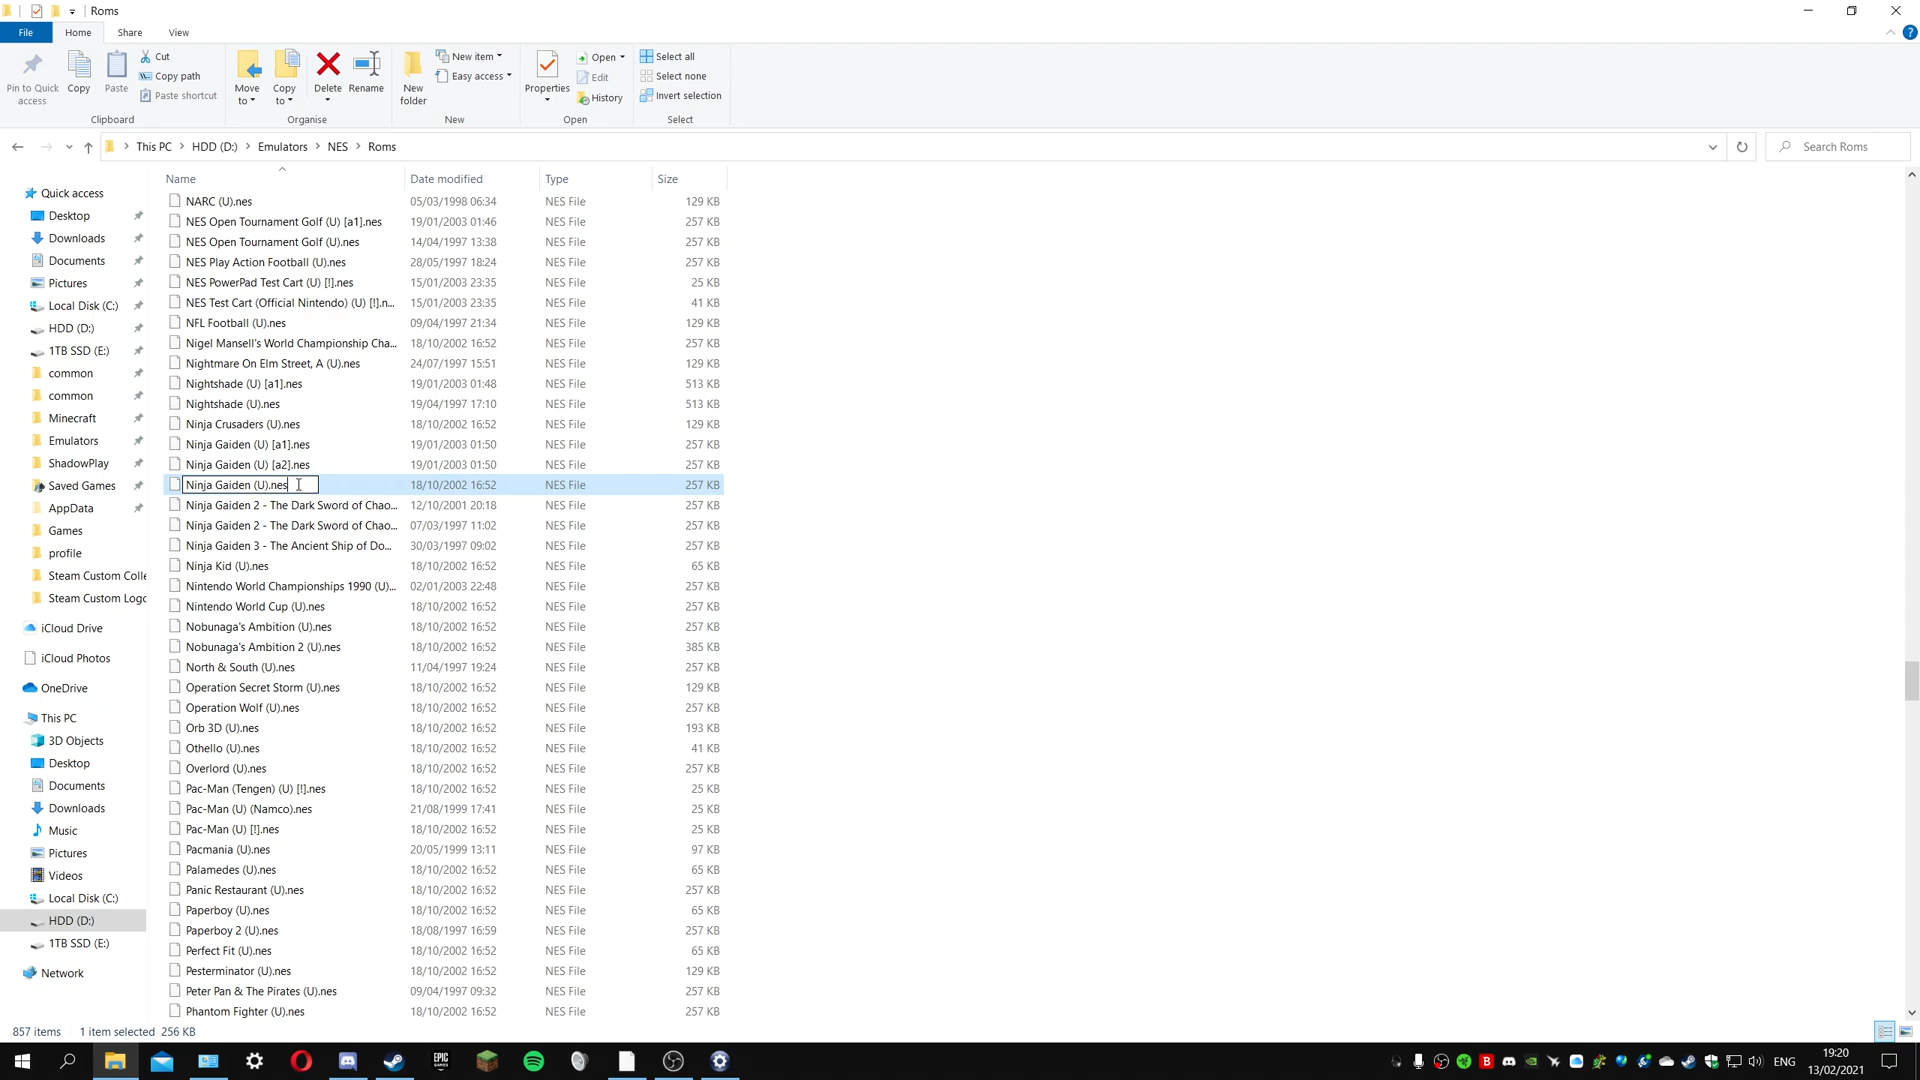 Roms
File
Home
Share
View
Pin to Quick access
Copy
Paste
Cut
Copy path
Paste shortcut
Clipboard
Move to
Copy to
Delete
Rename
Organise
New folder
New item
Easy access
New
Properties
Open
Edit
History
Open
Select all
Select none
Invert selection
Select
This PC > HDD (D:) > Emulators > NES > Roms
Search Roms
Quick access
Desktop
Downloads
Documents
Pictures
Local Disk (C:)
HDD (D:)
1TB SSD (E:)
common
common
Minecraft
Emulators
ShadowPlay
Saved Games
AppData
Games
profile
Steam Custom Colle
Steam Custom Logo
iCloud Drive
iCloud Photos
OneDrive
This PC
3D Objects
Desktop
Documents
Downloads
Music
Pictures
Videos
Local Disk (C:)
HDD (D:)
1TB SSD (E:)
Network
Name Date modified Type Size
NARC (U).nes 05/03/1998 06:34 NES File 129 KB
NES Open Tournament Golf (U) [a1].nes 19/01/2003 01:46 NES File 257 KB
NES Open Tournament Golf (U).nes 14/04/1997 13:38 NES File 257 KB
NES Play Action Football (U).nes 28/05/1997 18:24 NES File 257 KB
NES PowerPad Test Cart (U) [!].nes 15/01/2003 23:35 NES File 25 KB
NES Test Cart (Official Nintendo) (U) [!].n... 15/01/2003 23:35 NES File 41 KB
NFL Football (U).nes 09/04/1997 21:34 NES File 129 KB
Nigel Mansell's World Championship Cha... 18/10/2002 16:52 NES File 257 KB
Nightmare On Elm Street, A (U).nes 24/07/1997 15:51 NES File 129 KB
Nightshade (U) [a1].nes 19/01/2003 01:48 NES File 513 KB
Nightshade (U).nes 19/04/1997 17:10 NES File 513 KB
Ninja Crusaders (U).nes 18/10/2002 16:52 NES File 129 KB
Ninja Gaiden (U) [a1].nes 19/01/2003 01:50 NES File 257 KB
Ninja Gaiden (U) [a2].nes 19/01/2003 01:50 NES File 257 KB
Ninja Gaiden (U).nes 18/10/2002 16:52 NES File 257 KB
Ninja Gaiden 2 - The Dark Sword of Chao... 12/10/2001 20:18 NES File 257 KB
Ninja Gaiden 2 - The Dark Sword of Chao... 07/03/1997 11:02 NES File 257 KB
Ninja Gaiden 3 - The Ancient Ship of Do... 30/03/1997 09:02 NES File 257 KB
Ninja Kid (U).nes 18/10/2002 16:52 NES File 65 KB
Nintendo World Championships 1990 (U)... 02/01/2003 22:48 NES File 257 KB
Nintendo World Cup (U).nes 18/10/2002 16:52 NES File 257 KB
Nobunaga's Ambition (U).nes 18/10/2002 16:52 NES File 257 KB
Nobunaga's Ambition 2 (U).nes 18/10/2002 16:52 NES File 385 KB
North & South (U).nes 11/04/1997 19:24 NES File 257 KB
Operation Secret Storm (U).nes 18/10/2002 16:52 NES File 129 KB
Operation Wolf (U).nes 18/10/2002 16:52 NES File 257 KB
Orb 3D (U).nes 18/10/2002 16:52 NES File 193 KB
Othello (U).nes 18/10/2002 16:52 NES File 41 KB
Overlord (U).nes 18/10/2002 16:52 NES File 257 KB
Pac-Man (Tengen) (U) [!].nes 18/10/2002 16:52 NES File 25 KB
Pac-Man (U) (Namco).nes 21/08/1999 17:41 NES File 25 KB
Pac-Man (U) [!].nes 18/10/2002 16:52 NES File 25 KB
Pacmania (U).nes 20/05/1999 13:11 NES File 97 KB
Palamedes (U).nes 18/10/2002 16:52 NES File 65 KB
Panic Restaurant (U).nes 18/10/2002 16:52 NES File 257 KB
Paperboy (U).nes 18/10/2002 16:52 NES File 65 KB
Paperboy 2 (U).nes 18/08/1997 16:59 NES File 257 KB
Perfect Fit (U).nes 18/10/2002 16:52 NES File 65 KB
Pesterminator (U).nes 18/10/2002 16:52 NES File 129 KB
Peter Pan & The Pirates (U).nes 09/04/1997 09:32 NES File 257 KB
Phantom Fighter (U).nes 18/10/2002 16:52 NES File 257 KB
857 items 1 item selected 256 KB
EPIC GAMES
ENG
19:20
13/02/2021